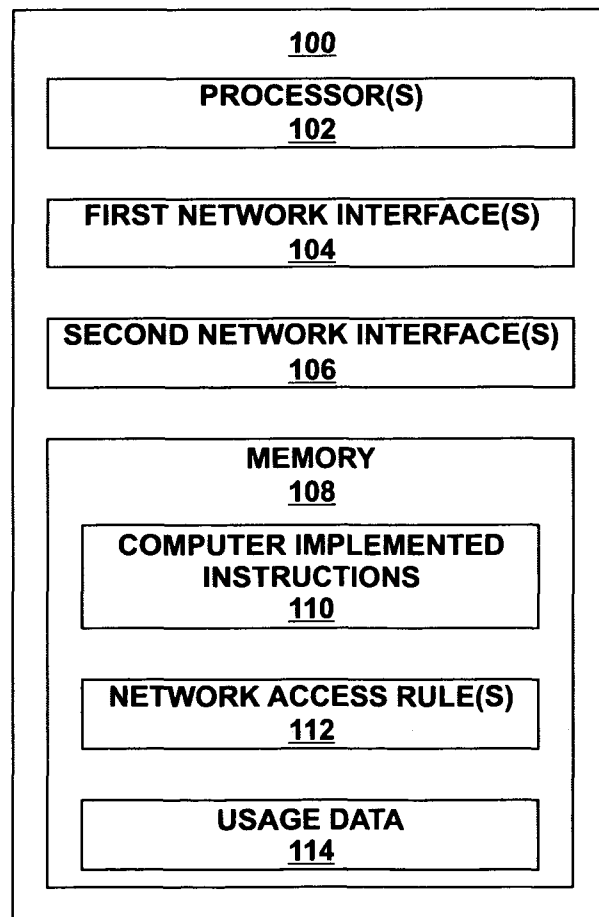 100
PROCESSOR(S)
102
FIRST NETWORK INTERFACE(S)
104
SECOND NETWORK INTERFACE(S)
106
MEMORY
108
COMPUTER IMPLEMENTED
INSTRUCTIONS
110
NETWORK ACCESS RULE(S)
112
USAGE DATA
114